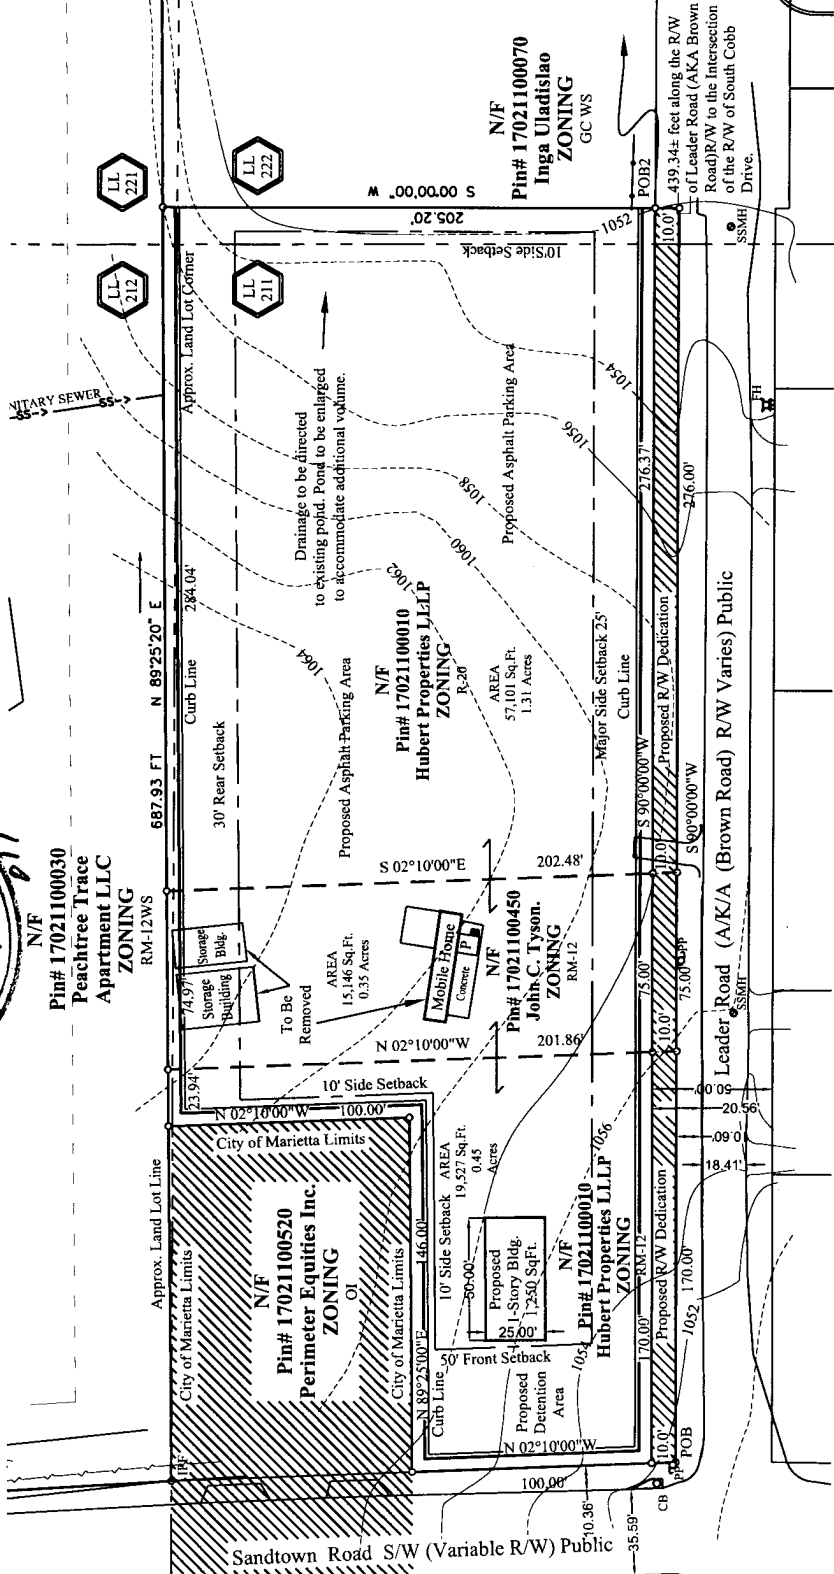 N/F
Pin# 17021100070
Inga Uladislao
ZONING
GC WS
439.34± feet along the R/W
of Leader Road (AKA Brown
Road)R/W to the Intersection
of the R/W of South Cobb
Drive.
LL
221
LL
222
LL
212
LL
211
S 00°00'00" W
205.20'
POB2
1052
10.0'
SSMH
10'Side Setback
Approx. Land Lot Corner
NITARY SEWER
SS->
SS->
Drainage to be directed
to existing pond. Pond to be enlarged
to accommodate additional volume.
Proposed Asphalt Parking Area
1054
1056
1058
1060
1062
1064
FH
276.37'
276.00'
687.93 FT N 89°25'20" E
284.04'
Curb Line
30' Rear Setback
Proposed Asphalt Parking Area
N/F
Pin# 17021100010
Hubert Properties LLLP
ZONING
R-20
AREA
57,101 Sq.Ft.
1.31 Acres
Major Side Setback 25'
Curb Line
S 90°00'00"W
Proposed R/W Dedication
S 90°00'00"W
10.0'
Leader Road (A/K/A (Brown Road) R/W Varies) Public
N/F
Pin# 17021100030
Peachtree Trace
Apartment LLC
ZONING
RM-12WS
S 02°10'00"E
202.48'
74.97'
Storage
Building
Storage
Bldg.
To Be
Removed
AREA
15,146 Sq.Ft.
0.35 Acres
Mobile Home
Concrete
P
N/F
Pin# 17021100450
John C. Tyson.
ZONING
RM-12
75.00'
75.00'
PP
SSMH
N 02°10'00"W
201.86'
10.0'
23.94'
10' Side Setback
N 02°10'00"W
100.00'
City of Marietta Limits
Approx. Land Lot Line
City of Marietta Limits
N/F
Pin# 17021100520
Perimeter Equities Inc.
ZONING
OI
City of Marietta Limits
146.00'
N 89°25'00"E
Curb Line
10' Side Setback
AREA
19,527 Sq.Ft.
0.45
Acres
50.00'
Proposed
1-Story Bldg.
1,250 SqFt.
25.00'
50' Front Setback
Proposed
Detention
Area
N/F
Pin# 17021100010
Hubert Properties LLLP
ZONING
RM-12
1056
1054
50.00'
20.56'
18.41'
Proposed R/W Dedication
170.00'
170.00'
1052
10.0'
POB
PP
CB
IPF
N 02°10'00"W
100.00'
10.36'
35.59'
Sandtown Road S/W (Variable R/W) Public